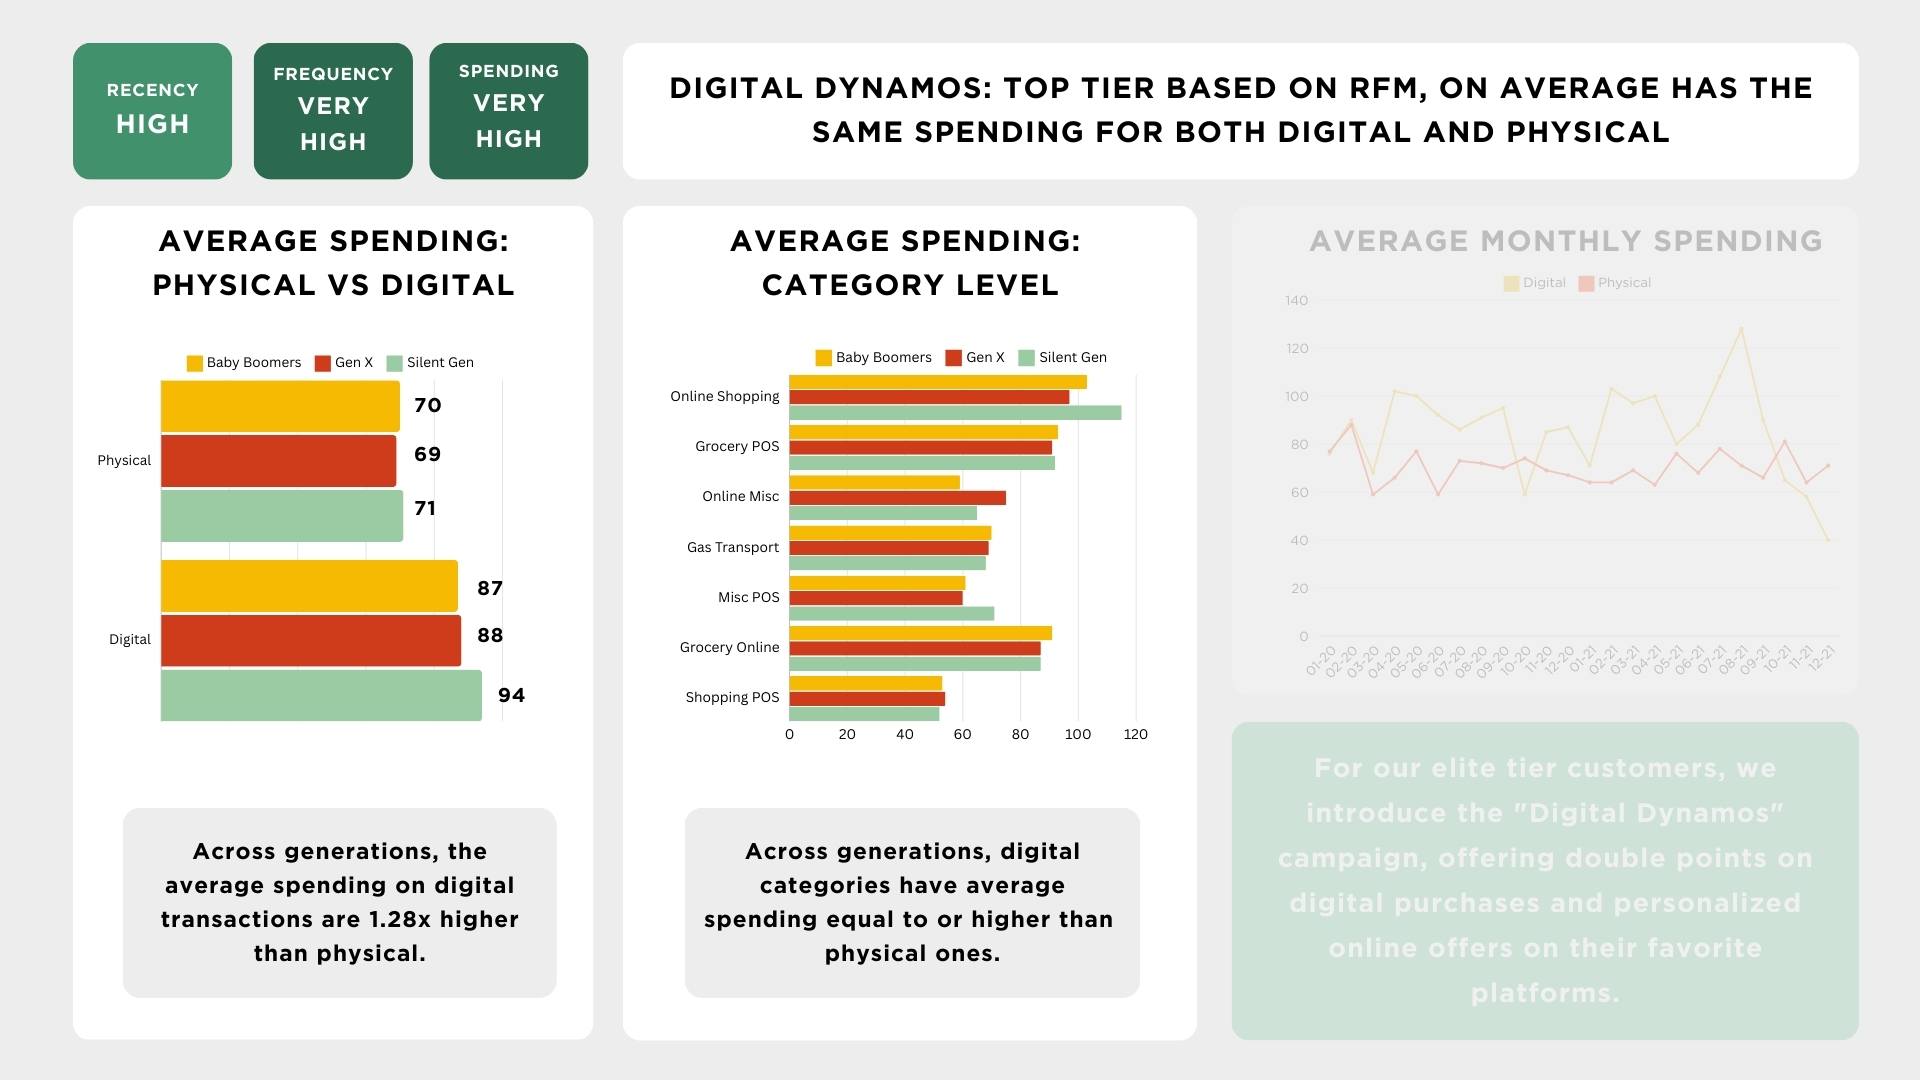 RECENCY
HIGH
FREQUENCY
VERY
HIGH
SPENDING
VERY
HIGH
DIGITAL DYNAMOS: TOP TIER BASED ON RFM, ON AVERAGE HAS THE
SAME SPENDING FOR BOTH DIGITAL AND PHYSICAL
AVERAGE SPENDING:
PHYSICAL VS DIGITAL
Baby Boomers Gen X Silent Gen
70
Physical 69
71
87
Digital 88
94
Across generations, the
average spending on digital
transactions are 1.28x higher
than physical.
AVERAGE SPENDING:
CATEGORY LEVEL
Baby Boomers Gen X Silent Gen
Online Shopping
Grocery POS
Online Misc
Gas Transport
Misc POS
Grocery Online
Shopping POS
0 20 40 60 80 100 120
Across generations, digital
categories have average
spending equal to or higher than
physical ones.
AVERAGE MONTHLY SPENDING
Digital Physical
140
120
100
80
60
40
20
0
01-20 02-20 03-20 04-20 05-20 06-20 07-20 08-20 09-20 10-20 11-20 12-20 01-21 02-21 03-21 04-21 05-21 06-21 07-21 08-21 09-21 10-21 11-21 12-21
For our elite tier customers, we
introduce the "Digital Dynamos"
campaign, offering double points on
digital purchases and personalized
online offers on their favorite
platforms.